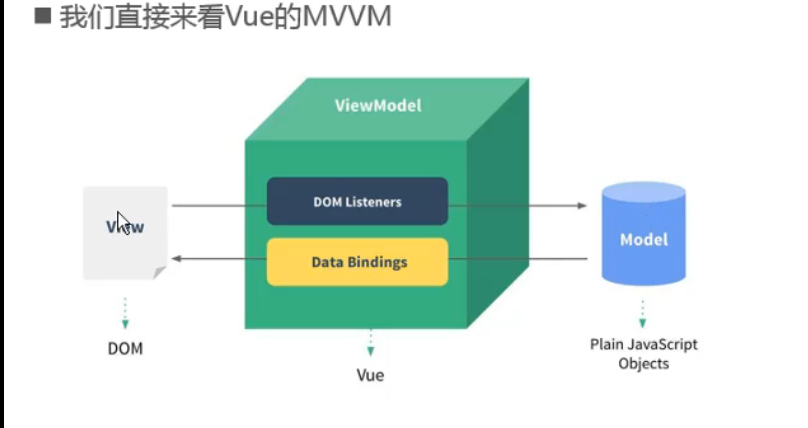 我们直接来看Vue的MVVM
ViewModel
DOM Listeners
View
Model
Data Bindings
DOM
Vue
Plain JavaScript
Objects